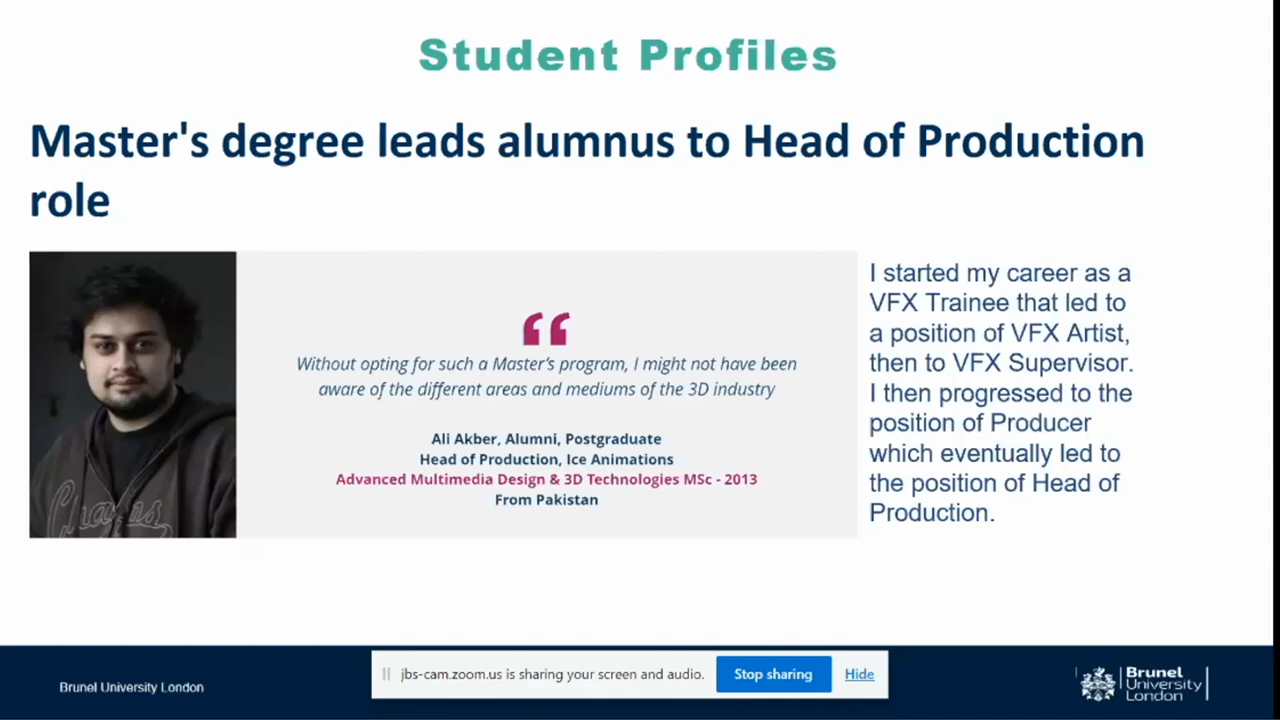 Student Profiles
Master's degree leads alumnus to Head of Production
role
Without opting for such a Master's program, I might not have been
aware of the different areas and mediums of the 3D industry
Ali Akber, Alumni, Postgraduate
Head of Production, Ice Animations
Advanced Multimedia Design & 3D Technologies MSc - 2013
From Pakistan
I started my career as a
VFX Trainee that led to
a position of VFX Artist,
then to VFX Supervisor.
I then progressed to the
position of Producer
which eventually led to
the position of Head of
Production.
Brunel University London
jbs-cam.zoom.us is sharing your screen and audio.
Stop sharing
Hide
Brunel
University
London